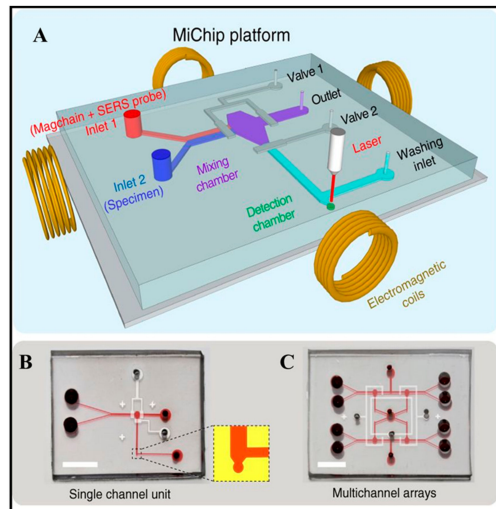 A
MiChip platform
(Magchain + SERS probe)
Inlet 1
Valve 1
Outlet
Valve 2
Laser
Washing
inlet
Inlet 2
(Specimen)
Mixing
chamber
Detection
chamber
Electromagnetic
coils
B
Single channel unit
C
Multichannel arrays